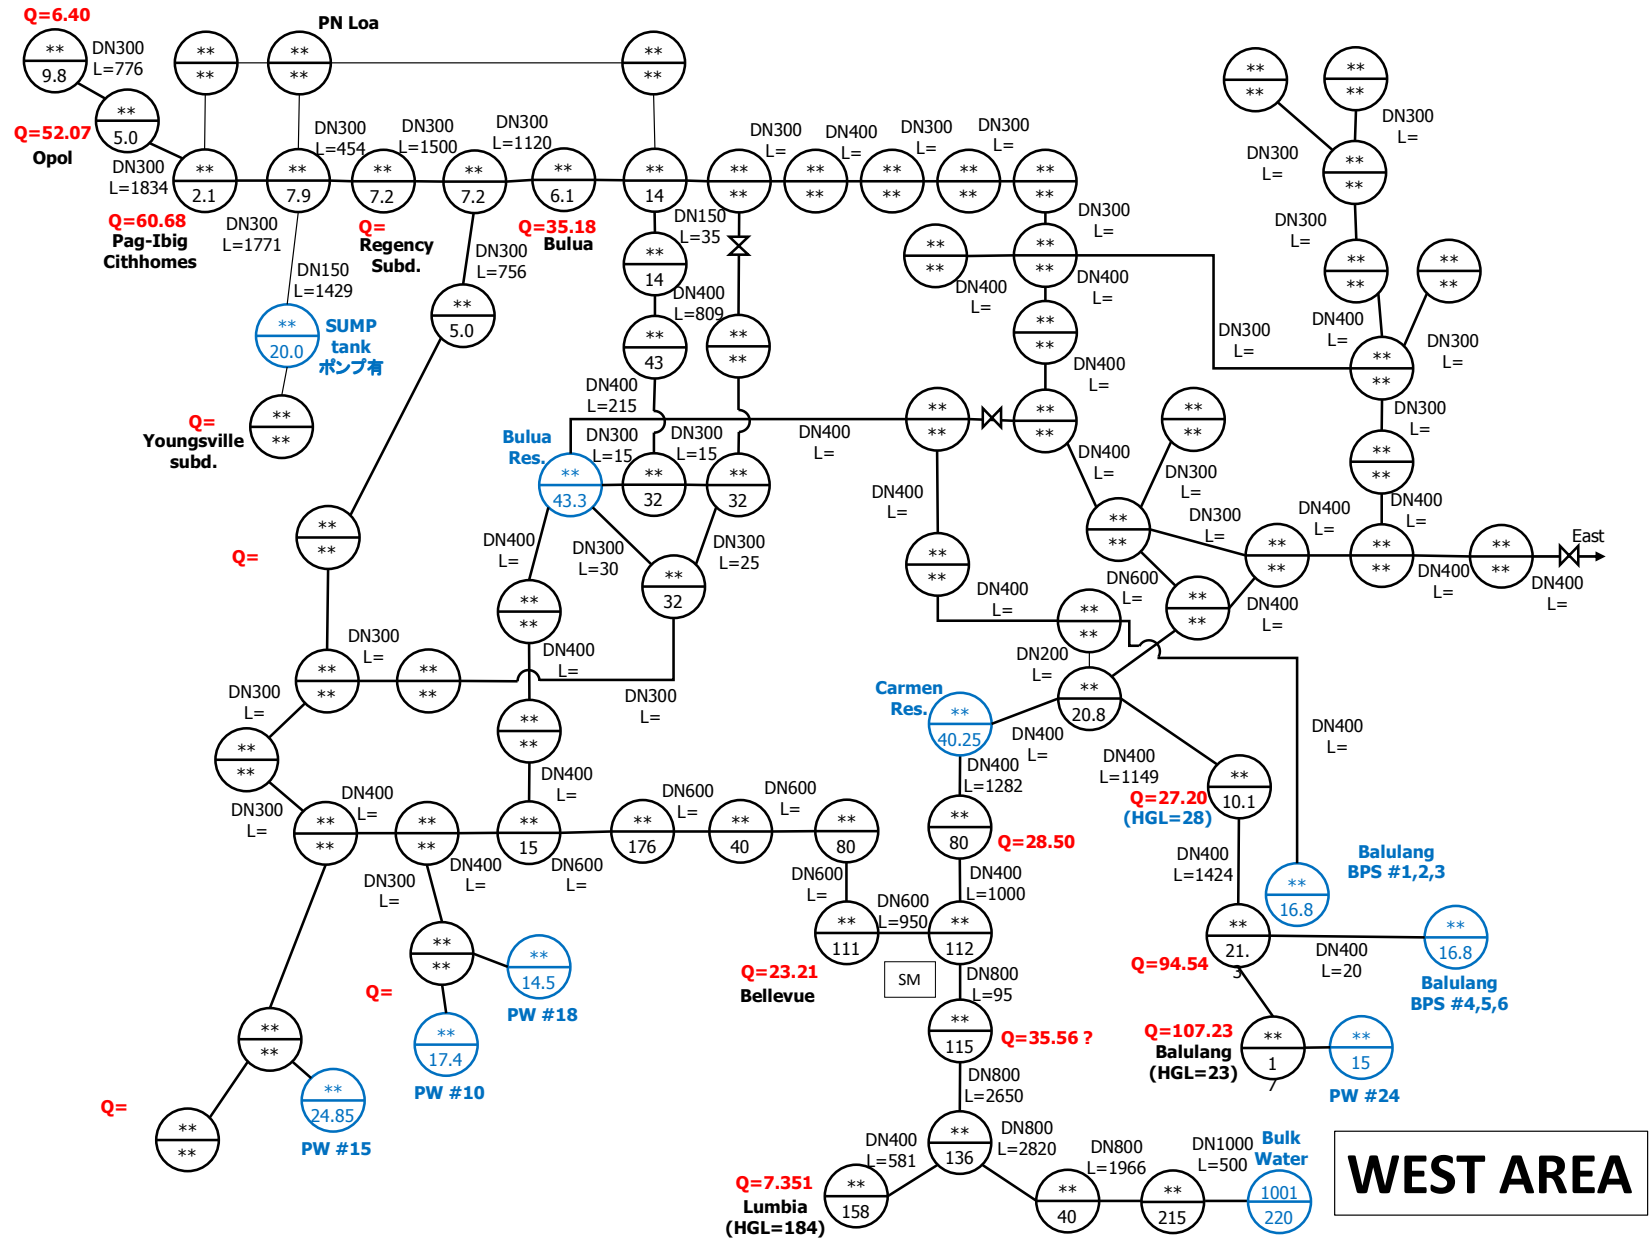 Q=6.40
**
9.8
DN300
L=776
**
5.0
Q=52.07
Opol
DN300
L=1834
PN Loa
**
**
**
**
**
**
**
2.1
Q=60.68
Pag-Ibig
Cithhomes
DN300
L=454
**
7.9
DN300
L=1771
DN300
L=1500
**
7.2
Q=
Regency
Subd.
DN300
L=1120
**
7.2
**
6.1
Q=35.18
Bulua
DN300
L=756
**
5.0
DN150
L=1429
**
20.0
SUMP
tank
ポンプ有
**
**
Q=
Youngsville
subd.
**
14
**
14
DN150
L=35
DN400
L=809
**
43
**
**
DN400
L=215
**
**
DN300
L=
**
**
DN400
L=
**
**
DN300
L=
**
**
DN300
L=
**
**
DN300
L=
**
**
DN400
L=
**
**
DN400
L=
**
**
DN400
L=
**
**
DN300
L=
**
**
**
**
DN300
L=
DN300
L=
**
**
DN300
L=
**
**
**
**
DN400
L=
DN300
L=
**
**
DN300
L=
**
**
DN400
L=
Bulua
Res.
**
43.3
DN300
L=15
**
32
DN300
L=15
**
32
DN400
L=
**
**
DN400
L=
**
**
**
**
DN300
L=
DN400
L=
**
**
DN300
L=
**
**
DN400
L=
**
**
DN400
L=
**
**
DN400
L=
East
DN400
L=
**
**
DN600
L=
**
**
DN400
L=
**
**
DN200
L=
DN400
L=
DN300
L=30
DN300
L=25
**
32
**
**
DN400
L=
**
**
Q=
**
**
DN300
L=
**
**
DN300
L=
DN300
L=
**
**
DN300
L=
**
**
DN400
L=
**
**
DN400
L=
DN400
L=
**
15
DN600
L=
**
176
DN600
L=
**
40
DN600
L=
**
80
DN600
L=
**
111
Q=23.21
Bellevue
DN600
L=950
**
112
SM
Carmen
Res.
**
40.25
DN400
L=
**
20.8
DN400
L=1282
**
80
Q=28.50
DN400
L=1000
DN400
L=1149
**
10.1
Q=27.20
(HGL=28)
DN400
L=1424
**
21.
3
Q=94.54
DN400
L=
**
16.8
Balulang
BPS #1,2,3
DN400
L=20
**
16.8
Balulang
BPS #4,5,6
Q=107.23
Balulang
(HGL=23)
**
1
7
**
15
PW #24
DN300
L=
**
**
Q=
**
14.5
PW #18
**
17.4
PW #10
**
**
**
24.85
PW #15
Q=
**
**
DN800
L=95
**
115
Q=35.56 ?
DN800
L=2650
**
136
DN400
L=581
Q=7.351
Lumbia
(HGL=184)
**
158
DN800
L=2820
**
40
DN800
L=1966
**
215
DN1000
L=500
Bulk
Water
1001
220
WEST AREA